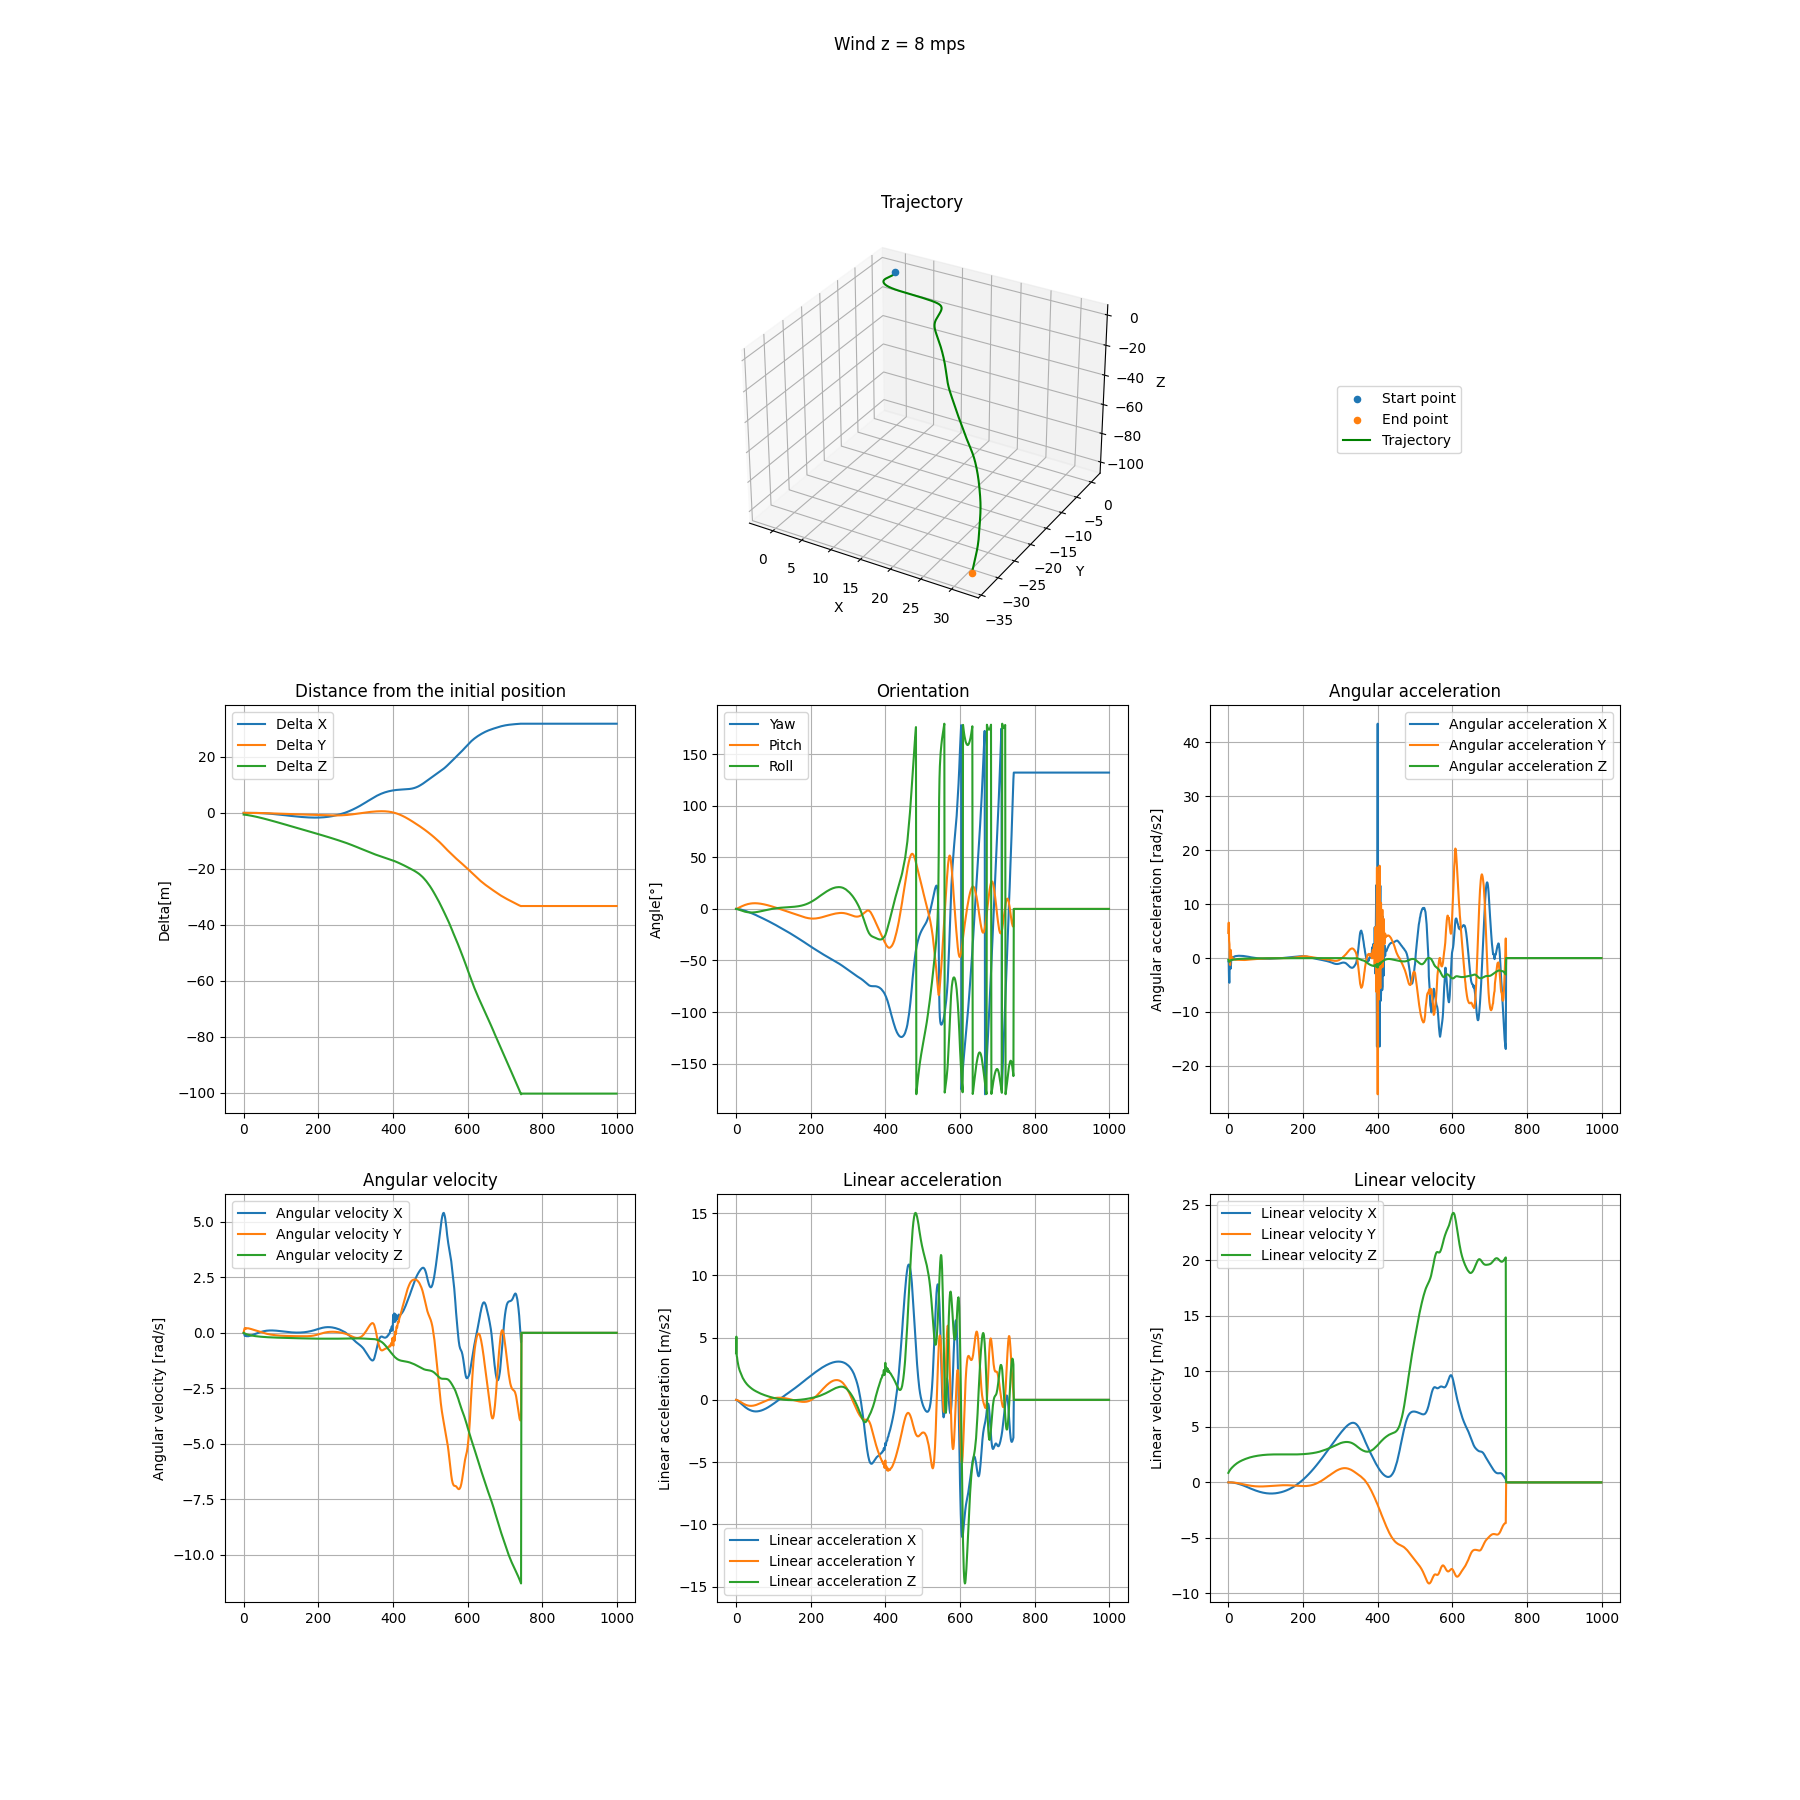 Wind z = 8 mps
Trajectory
0
−20
−40
−60
−80
−100
Z
0
−5
−10
−15
−20
−25
−30
−35
Y
0
5
10
15
20
25
30
X
Start point
End point
Trajectory
Distance from the initial position
Delta X
Delta Y
Delta Z
20
0
−20
−40
−60
−80
−100
Delta[m]
0 200 400 600 800 1000
Orientation
Yaw
Pitch
Roll
150
100
50
0
−50
−100
−150
Angle[°]
0 200 400 600 800 1000
Angular acceleration
Angular acceleration X
Angular acceleration Y
Angular acceleration Z
40
30
20
10
0
−10
−20
Angular acceleration [rad/s2]
0 200 400 600 800 1000
Angular velocity
Angular velocity X
Angular velocity Y
Angular velocity Z
5.0
2.5
0.0
−2.5
−5.0
−7.5
−10.0
Angular velocity [rad/s]
0 200 400 600 800 1000
Linear acceleration
15
10
5
0
−5
−10
−15
Linear acceleration [m/s2]
Linear acceleration X
Linear acceleration Y
Linear acceleration Z
0 200 400 600 800 1000
Linear velocity
Linear velocity X
Linear velocity Y
Linear velocity Z
25
20
15
10
5
0
−5
−10
Linear velocity [m/s]
0 200 400 600 800 1000